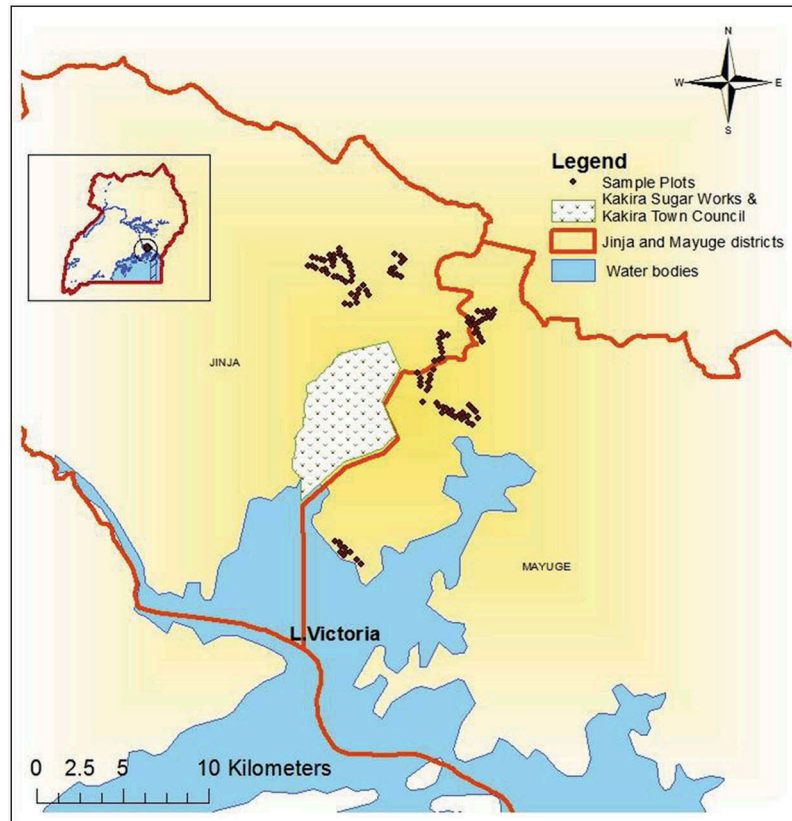 N
W E
S
Legend
Sample Plots
Kakira Sugar Works &
Kakira Town Council
Jinja and Mayuge districts
Water bodies
JINJA
MAYUGE
L.Victoria
0 2.5 5 10 Kilometers